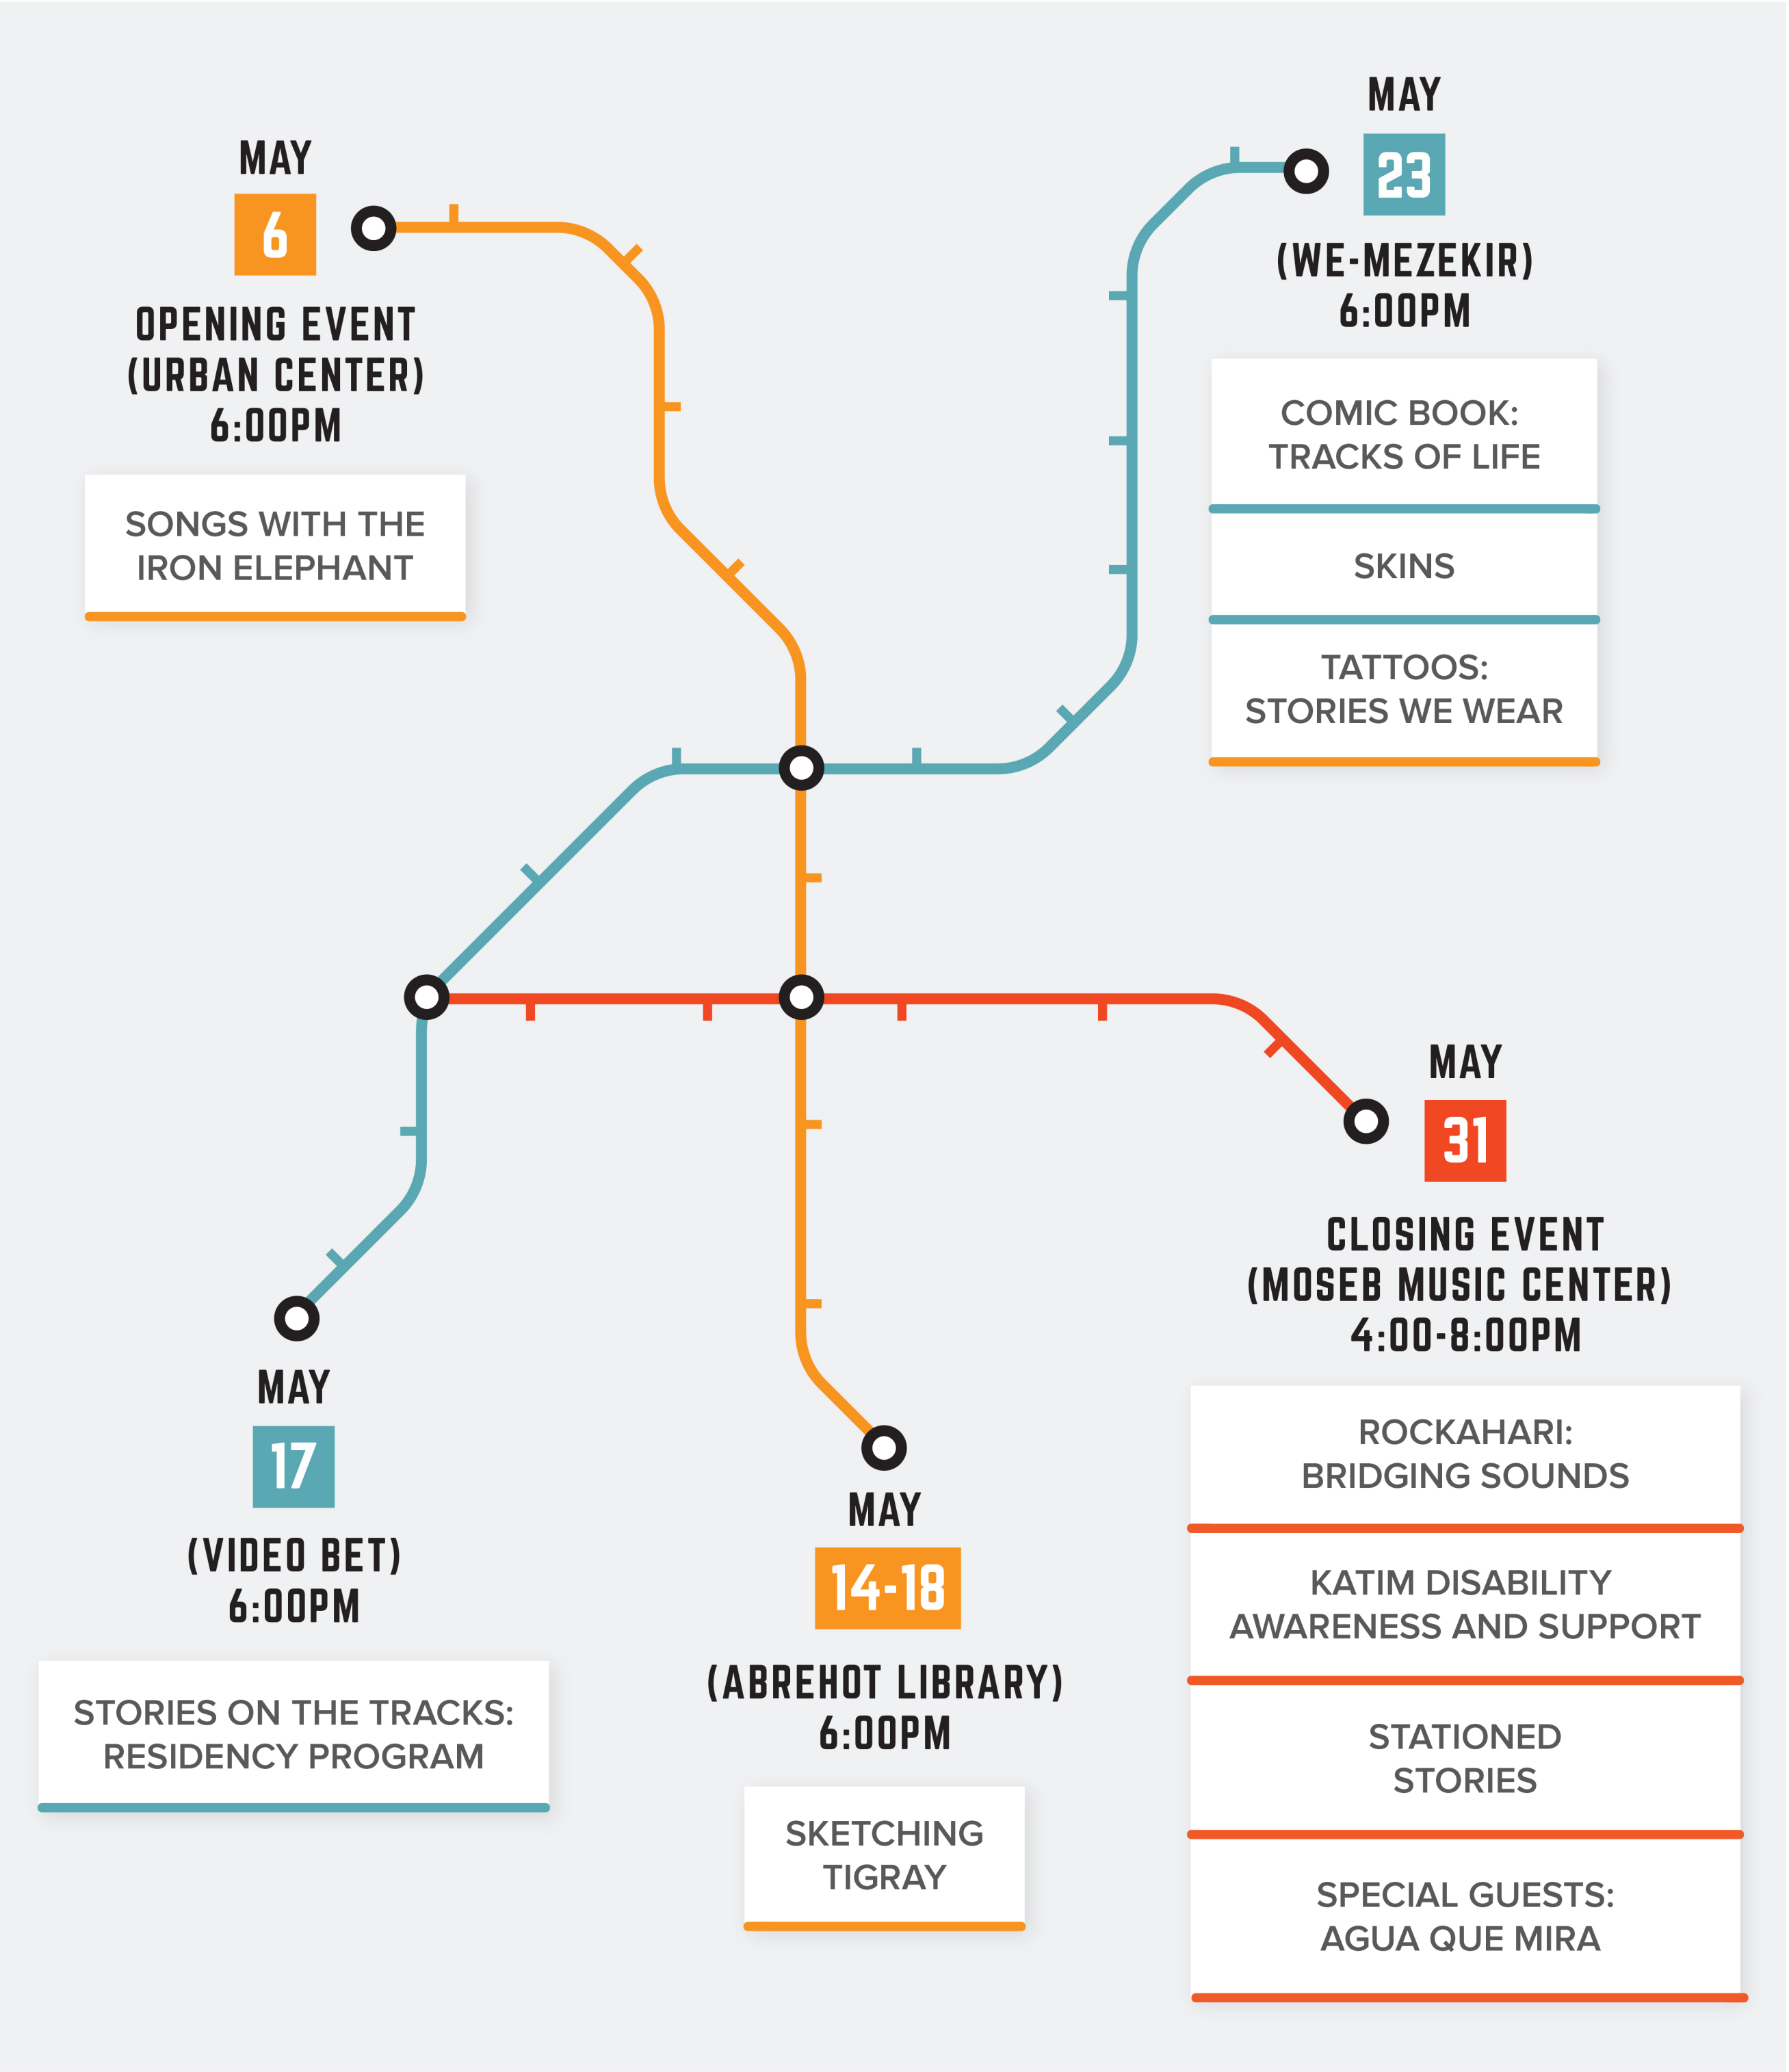 MAY
6
OPENING EVENT
(URBAN CENTER)
6:00PM
SONGS WITH THE
IRON ELEPHANT
MAY
23
(WE-MEZEKIR)
6:00PM
COMIC BOOK:
TRACKS OF LIFE
SKINS
TATTOOS:
STORIES WE WEAR
MAY
17
(VIDEO BET)
6:00PM
STORIES ON THE TRACKS:
RESIDENCY PROGRAM
MAY
14-18
(ABREHOT LIBRARY)
6:00PM
SKETCHING
TIGRAY
MAY
31
CLOSING EVENT
(MOSEB MUSIC CENTER)
4:00-8:00PM
ROCKAHARI:
BRIDGING SOUNDS
KATIM DISABILITY
AWARENESS AND SUPPORT
STATIONED
STORIES
SPECIAL GUESTS:
AGUA QUE MIRA